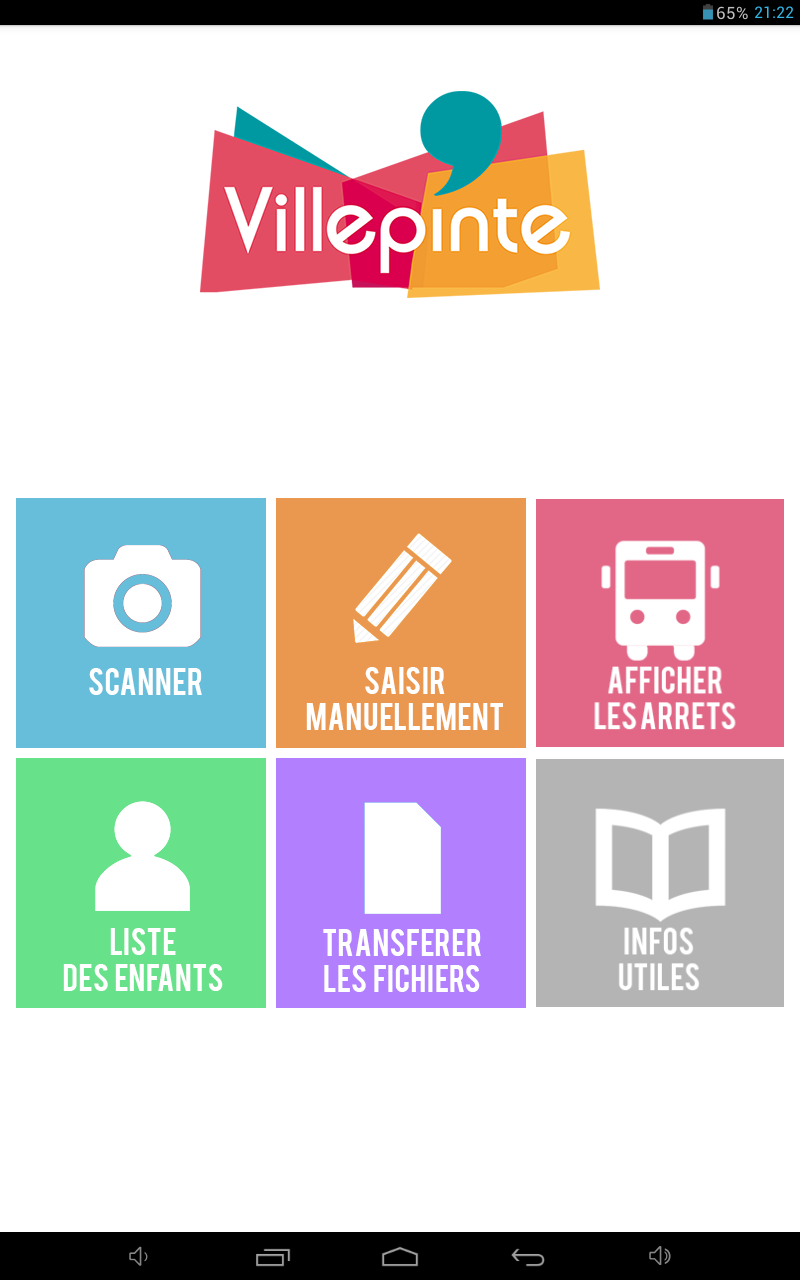 65% 21:22
Villepinte
SCANNER
SAISIR
MANUELLEMENT
AFFICHER
LES ARRETS
LISTE
DES ENFANTS
TRANSFERER
LES FICHIERS
INFOS
UTILES